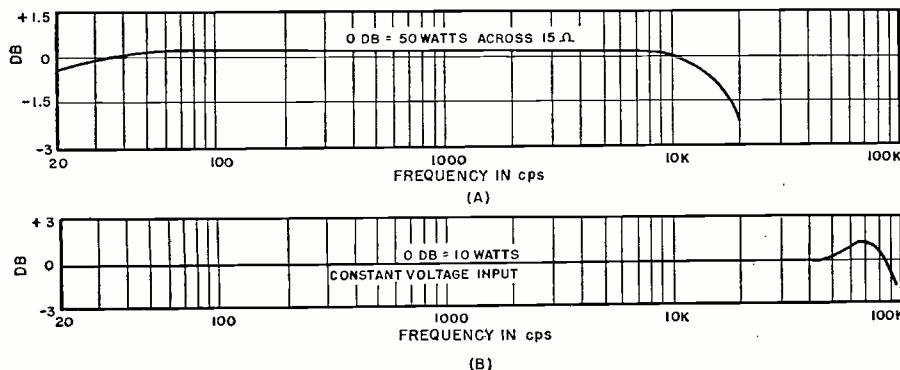 +1.5
0 DB = 50 WATTS ACROSS 15 Ω
DB
0
-1.5
-3
20 100 1000 10K 100K
FREQUENCY IN cps
(A)
+3
0 DB = 10 WATTS
DB
0
CONSTANT VOLTAGE INPUT
-3
20 100 1000 10K 100K
FREQUENCY IN cps
(B)